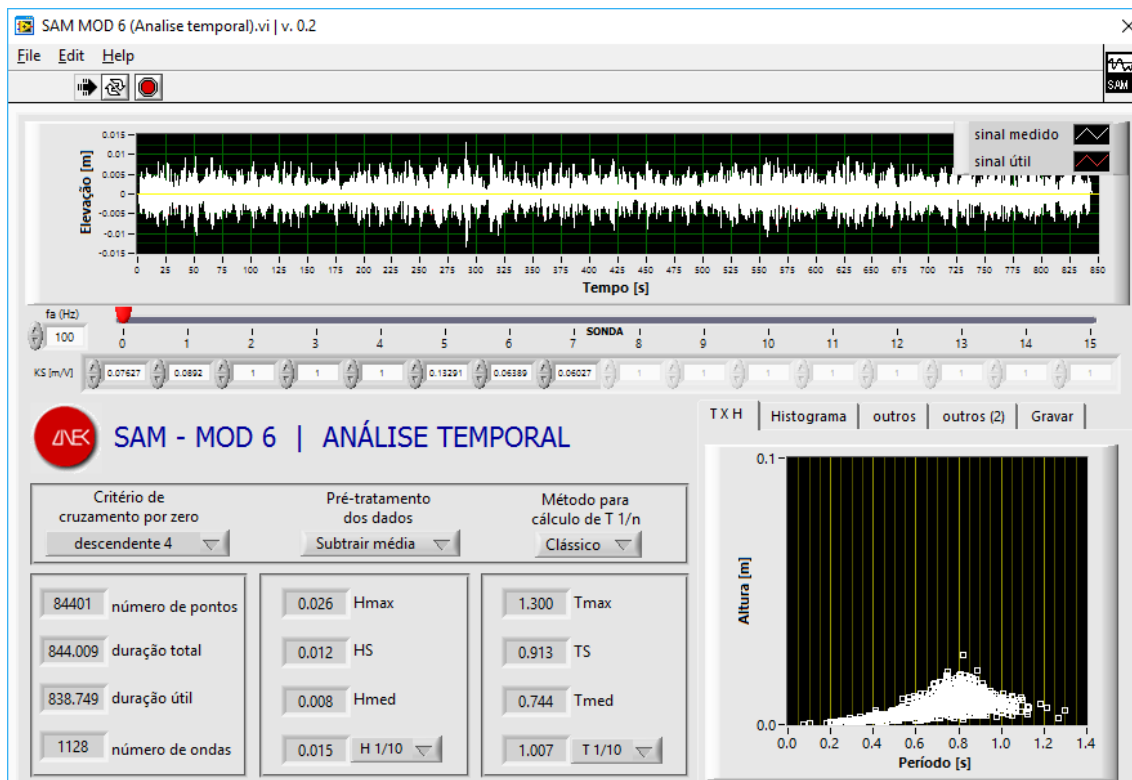 SAM MOD 6 (Analise temporal).vi | v. 0.2
File Edit Help
SAM
sinal medido
sinal útil
Elevação [m]
0.015
0.01
0.005
0
-0.005
-0.01
-0.015
0 25 50 75 100 125 150 175 200 225 250 275 300 325 350 375 400 425 450 475 500 525 550 575 600 625 650 675 700 725 750 775 800 825 850
Tempo [s]
fa (Hz)
100
SONDA
0 1 2 3 4 5 6 7 8 9 10 11 12 13 14 15
KS [m/V] 0.07627 0.0892 1 1 1 0.13291 0.06389 0.06027 1 1 1 1 1 1 1 1
LNEC
SAM - MOD 6 | ANÁLISE TEMPORAL
Critério de
cruzamento por zero
descendente 4
Pré-tratamento
dos dados
Subtrair média
Método para
cálculo de T 1/n
Clássico
84401 número de pontos
844.009 duração total
838.749 duração útil
1128 número de ondas
0.026 Hmax
0.012 HS
0.008 Hmed
0.015 H 1/10
1.300 Tmax
0.913 TS
0.744 Tmed
1.007 T 1/10
T X H Histograma outros outros (2) Gravar
Altura [m]
0.1
0.0
0.0 0.2 0.4 0.6 0.8 1.0 1.2 1.4
Período [s]